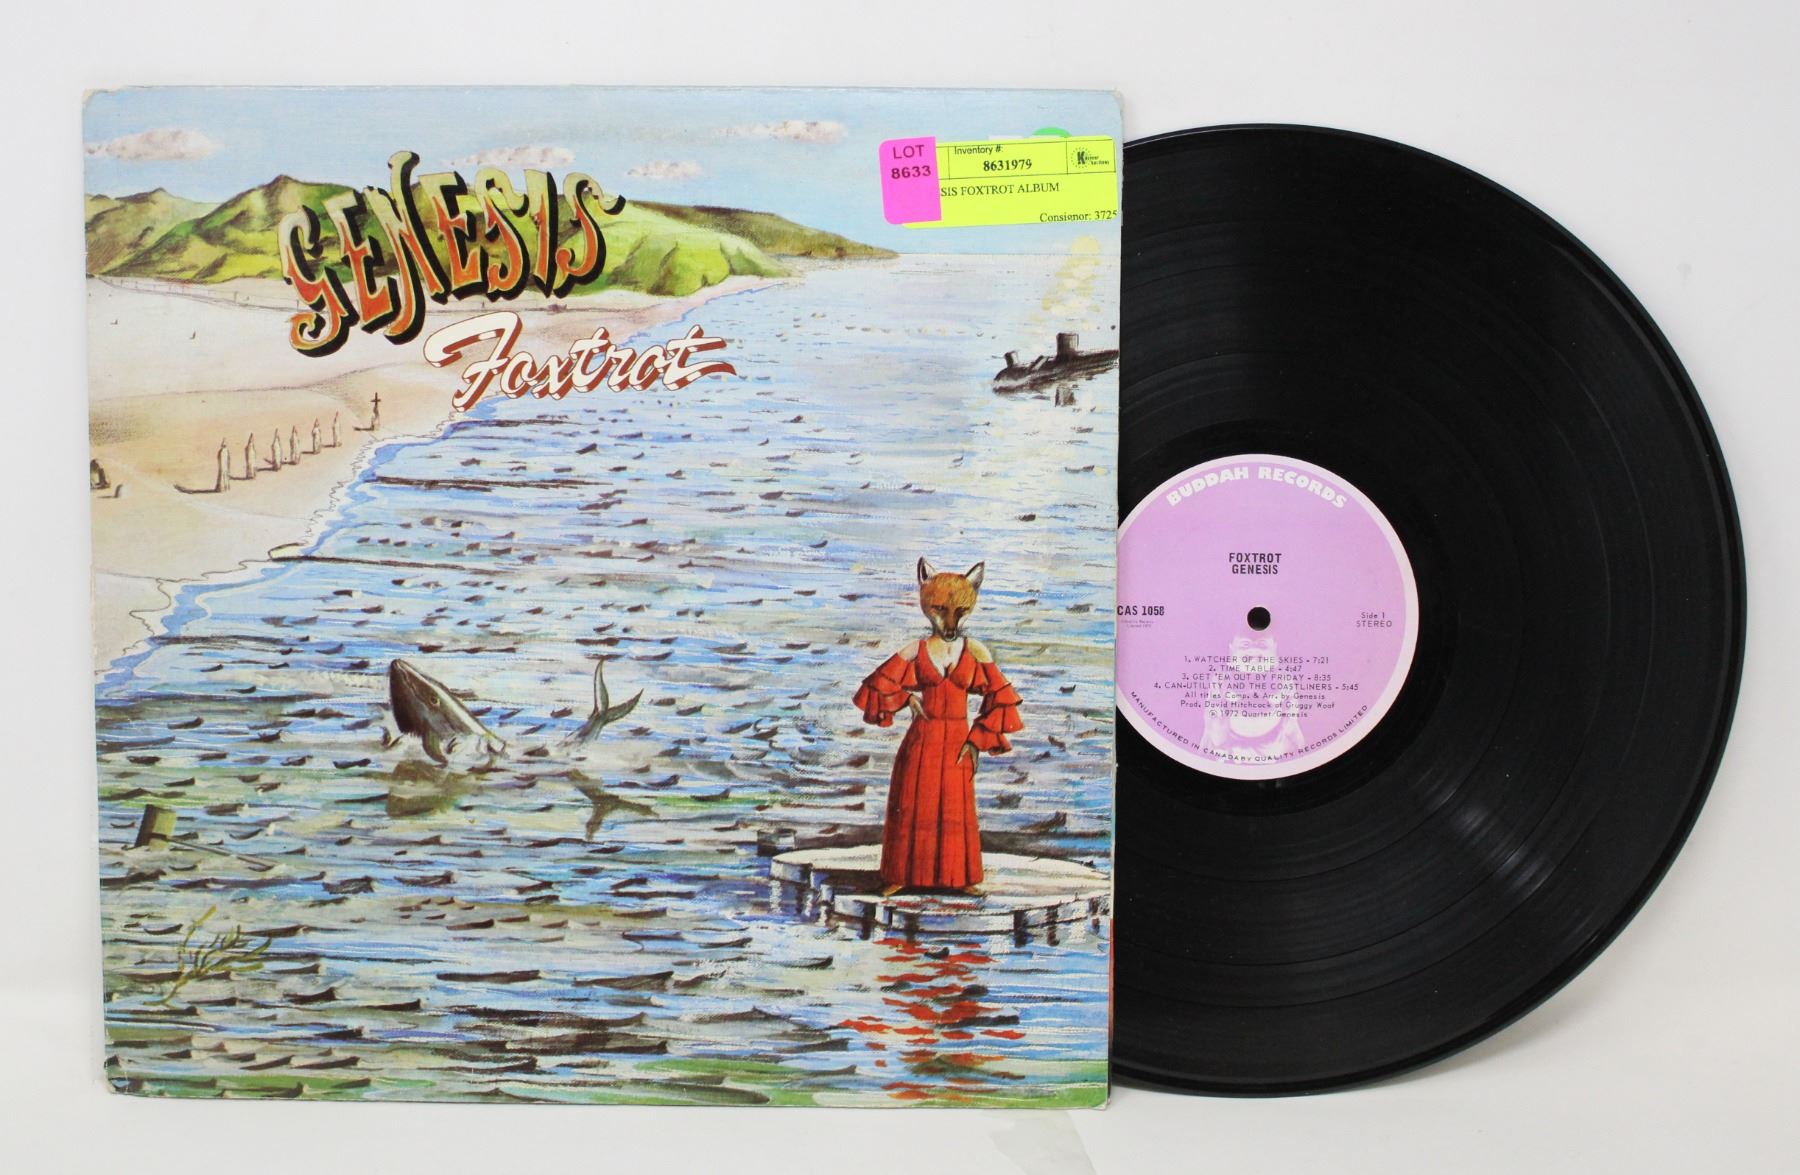 GENESIS
Foxtrot
LOT
8633
Inventory #:
8631979
Kastner
Auctions
SIS FOXTROT ALBUM
Consignor: 3725
BUDDAH RECORDS
FOXTROT
GENESIS
CAS 1058
Side 1
STEREO
1. WATCHER OF THE SKIES - 7:21
2. TIME TABLE - 4:47
3. GET 'EM OUT BY FRIDAY - 8:35
4. CAN-UTILITY AND THE COASTLINERS - 5:45
All titles Comp. & Arr. by Genesis
Prod. David Hitchcock of Gruggy Woof
℗ 1972 Quartet/Genesis
MANUFACTURED IN CANADA BY QUALITY RECORDS LIMITED